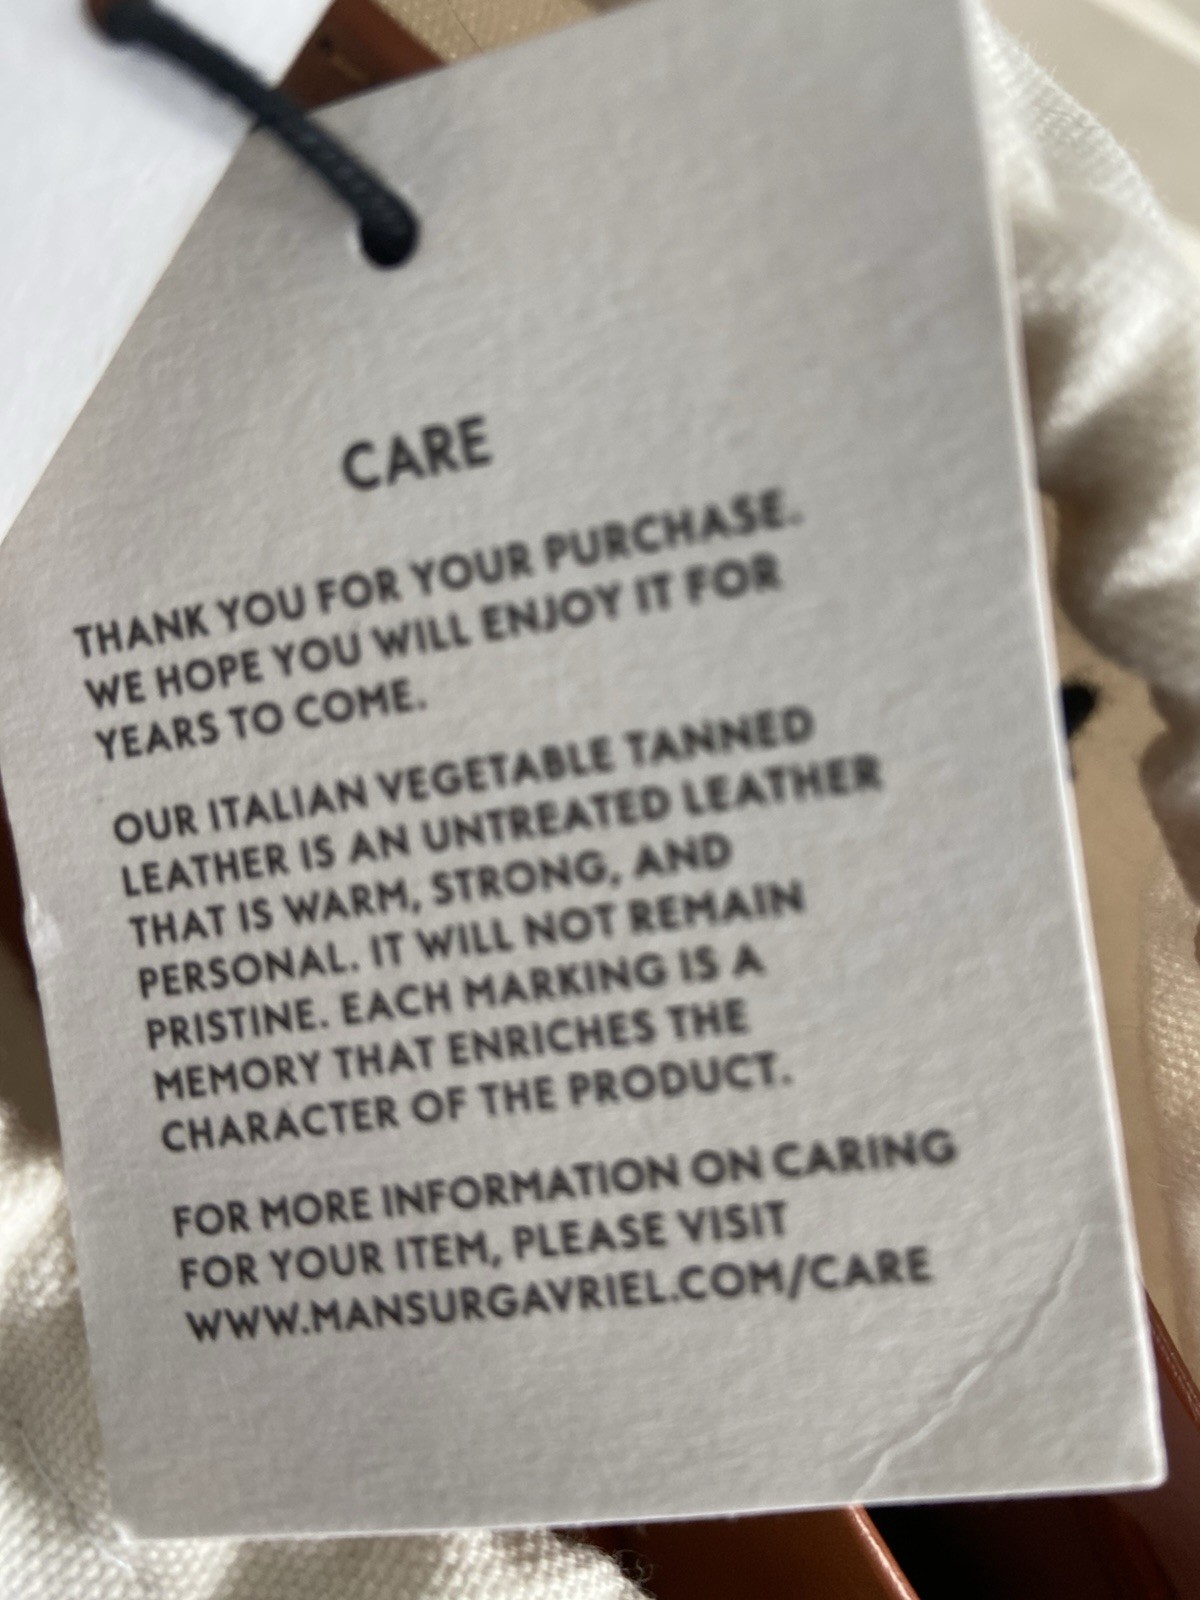 CARE
THANK YOU FOR YOUR PURCHASE.
WE HOPE YOU WILL ENJOY IT FOR
YEARS TO COME.
OUR ITALIAN VEGETABLE TANNED
LEATHER IS AN UNTREATED LEATHER
THAT IS WARM, STRONG, AND
PERSONAL. IT WILL NOT REMAIN
PRISTINE. EACH MARKING IS A
MEMORY THAT ENRICHES THE
CHARACTER OF THE PRODUCT.
FOR MORE INFORMATION ON CARING
FOR YOUR ITEM, PLEASE VISIT
WWW.MANSURGAVRIEL.COM/CARE